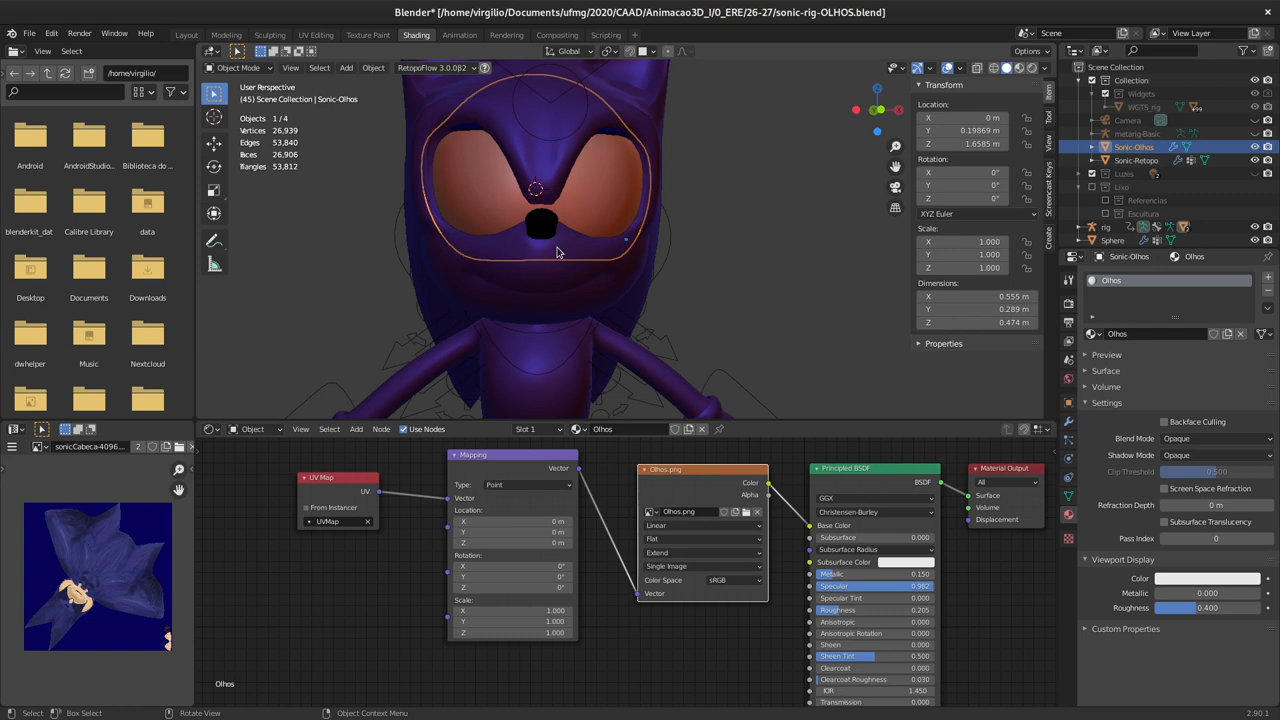 Blender* [/home/virgilio/Documents/ufmg/2020/CAAD/Animacao3D_I/0_ERE/26-27/sonic-rig-OLHOS.blend]
File Edit Render Window Help
Layout Modeling Sculpting UV Editing Texture Paint Shading Animation Rendering Compositing Scripting +
Scene
View Layer
View Select
Global
Options
/home/virgilio/
Object Mode View Select Add Object RetopoFlow 3.0.0β2
User Perspective
(45) Scene Collection | Sonic-Olhos
Objects 1 / 4
Vertices 26,939
Edges 53,840
Faces 26,906
Triangles 53,812
Android
AndroidStudio...
Biblioteca do ...
blenderkit_dat
Calibre Library
data
Desktop
Documents
Downloads
dwhelper
Music
Nextcloud
Transform
Location:
X 0 m
Y 0.19869 m
Z 1.6585 m
Rotation:
X 0°
Y 0°
Z 0°
XYZ Euler
Scale:
X 1.000
Y 1.000
Z 1.000
Dimensions:
X 0.555 m
Y 0.289 m
Z 0.474 m
Properties
Item
Tool
View
Screencast Keys
Create
Scene Collection
Collection
Widgets
WGTS_rig
Camera
metarig-Basic
Sonic-Olhos
Sonic-Retopo
Luzes
Lixo
Referencias
Escultura
rig
Sphere
Sonic-Olhos
Olhos
Olhos
Olhos
Preview
Surface
Volume
Settings
Backface Culling
Blend Mode Opaque
Shadow Mode Opaque
Clip Threshold 0.500
Screen Space Refraction
Refraction Depth 0 m
Subsurface Translucency
Pass Index 0
Viewport Display
Color
Metallic 0.000
Roughness 0.400
Custom Properties
sonicCabeca-4096... 2
Object View Select Add Node Use Nodes Slot 1 Olhos
UV Map
UV
From Instance
UVMap
Mapping
Vector
Type: Point
Vector
Location:
X 0 m
Y 0 m
Z 0 m
Rotation:
X 0°
Y 0°
Z 0°
Scale:
X 1.000
Y 1.000
Z 1.000
Olhos.png
Color
Alpha
Olhos.png
Linear
Flat
Extend
Single Image
Color Space sRGB
Vector
Principled BSDF
BSDF
GGX
Christensen-Burley
Base Color
Subsurface 0.000
Subsurface Radius
Subsurface Color
Metallic 0.150
Specular 0.982
Specular Tint 0.000
Roughness 0.205
Anisotropic 0.000
Anisotropic Rotation 0.000
Sheen 0.000
Sheen Tint 0.500
Clearcoat 0.000
Clearcoat Roughness 0.030
IOR 1.450
Transmission 0.000
Material Output
All
Surface
Volume
Displacement
Olhos
Select
Box Select
Rotate View
Object Context Menu
2.90.1